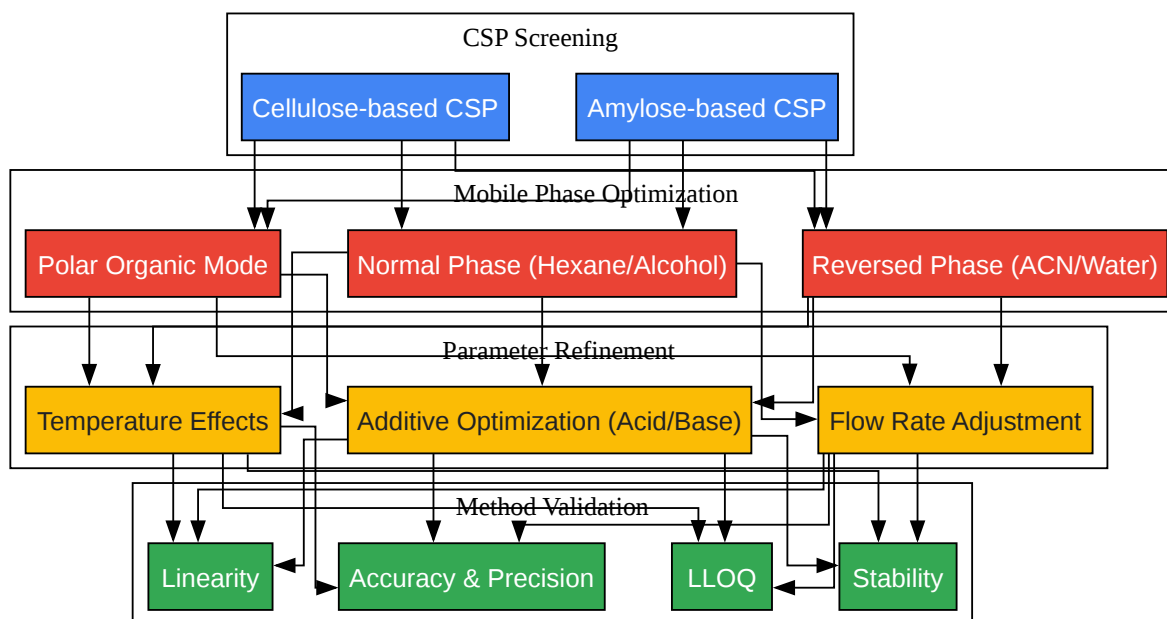 CSP Screening
Cellulose-based CSP
Amylose-based CSP
Mobile Phase Optimization
Polar Organic Mode
Normal Phase (Hexane/Alcohol)
Reversed Phase (ACN/Water)
Parameter Refinement
Temperature Effects
Additive Optimization (Acid/Base)
Flow Rate Adjustment
Method Validation
Linearity
Accuracy & Precision
LLOQ
Stability